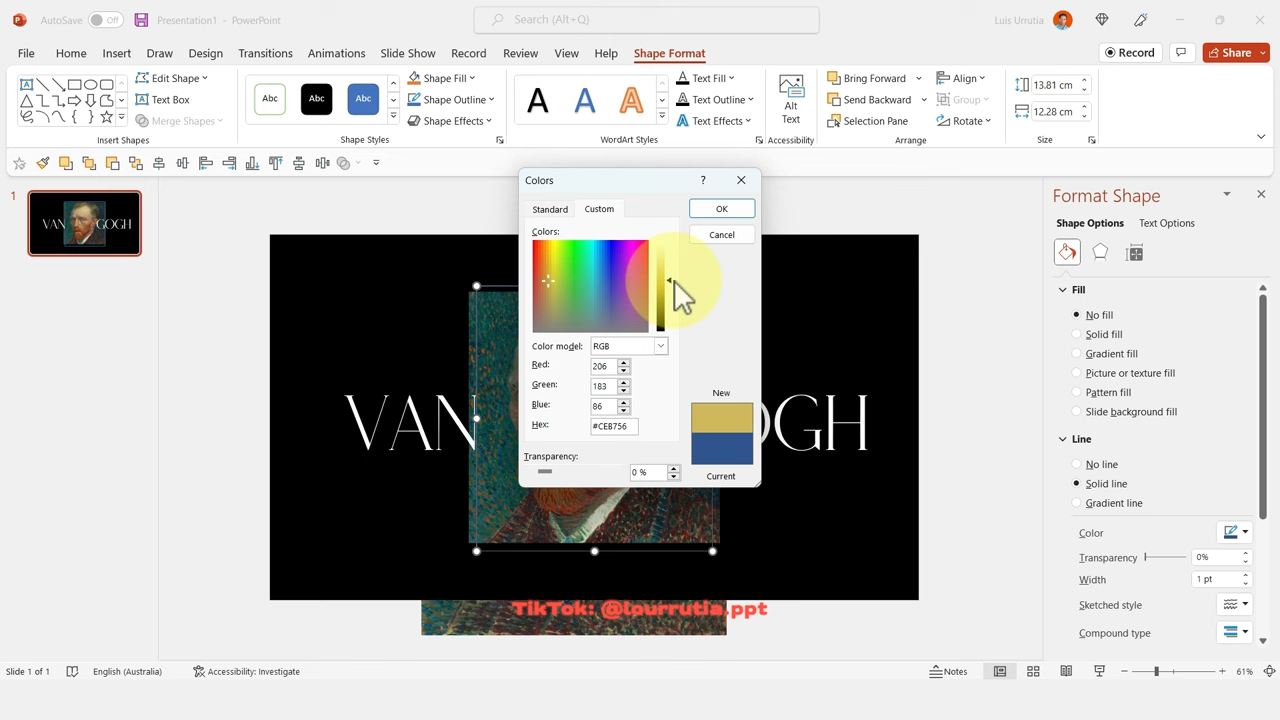 AutoSave Off Presentation1 - PowerPoint Search (Alt+Q) Luis Urrutia
File Home Insert Draw Design Transitions Animations Slide Show Record Review View Help Shape Format Record Share
Edit Shape
Text Box
Merge Shapes
Insert Shapes
Abc Abc Abc
Shape Fill
Shape Outline
Shape Effects
Shape Styles
A A A
Text Fill
Text Outline
Text Effects
WordArt Styles
Alt
Text
Accessibility
Bring Forward
Send Backward
Selection Pane
Align
Group
Rotate
Arrange
13.81 cm
12.28 cm
Size
1
VAN GOGH
VAN
OGH
Colors
?
Standard Custom
OK
Cancel
Colors:
Color model: RGB
Red: 206
Green: 183
Blue: 86
Hex: #CEB756
Transparency:
0 %
New
Current
TikTok: @lourrutia.ppt
Format Shape
Shape Options Text Options
Fill
No fill
Solid fill
Gradient fill
Picture or texture fill
Pattern fill
Slide background fill
Line
No line
Solid line
Gradient line
Color
Transparency 0%
Width 1 pt
Sketched style
Compound type
Slide 1 of 1 English (Australia) Accessibility: Investigate Notes 61%